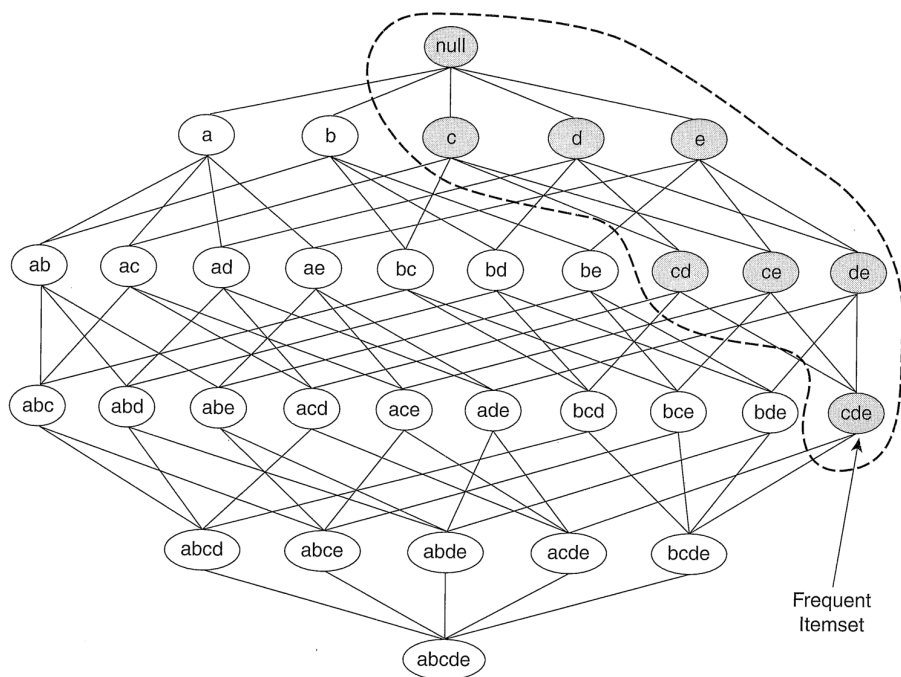 null
a b c d e
ab ac ad ae bc bd be cd ce de
abc abd abe acd ace ade bcd bce bde cde
abcd abce abde acde bcde
Frequent
Itemset
abcde